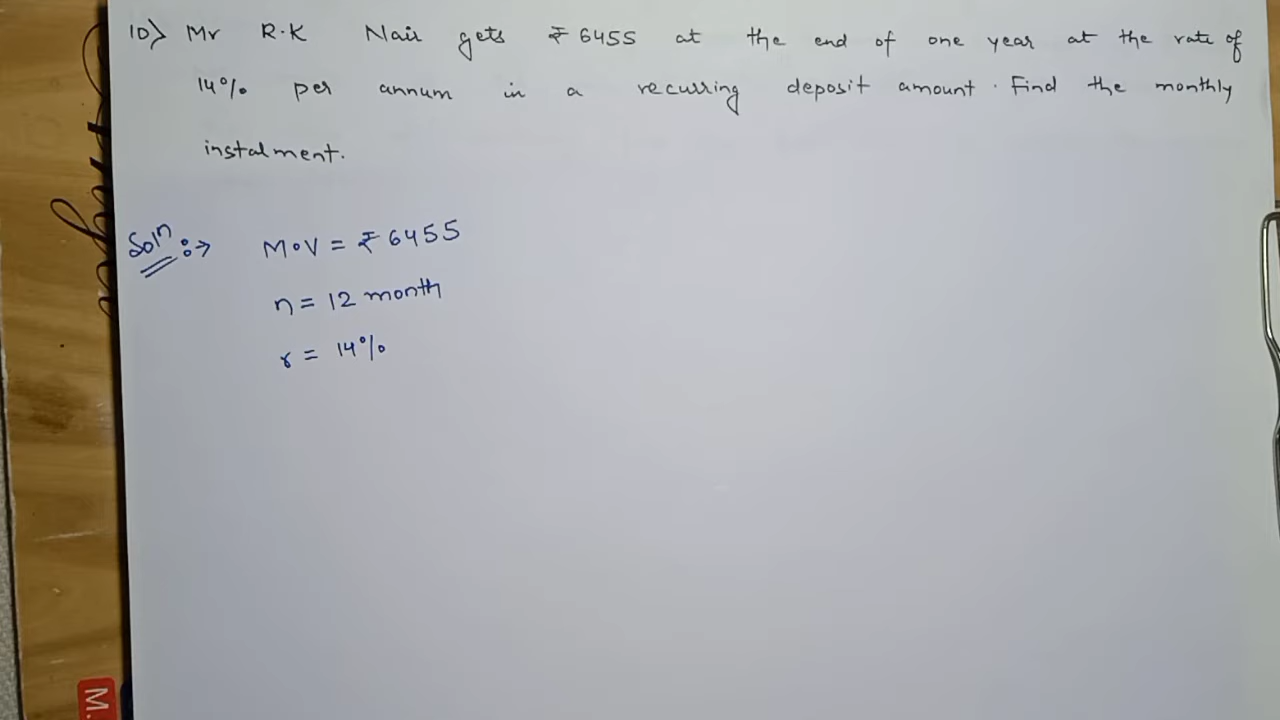 10) Mr R.K Nair gets ₹ 6455 at the end of one year at the rate of
14% per annum in a recurring deposit amount. Find the monthly
instalment.
Soln :→ M.V = ₹ 6455
n = 12 month
r = 14%
M.